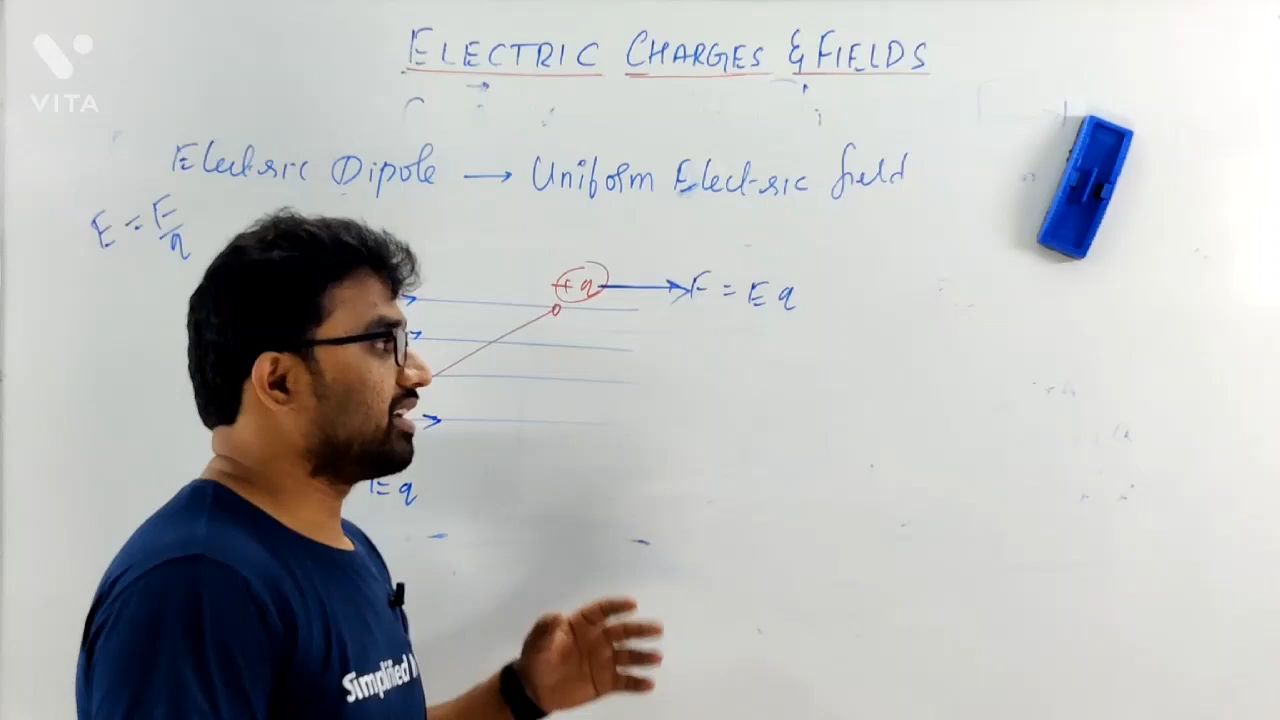 VITA
ELECTRIC CHARGES & FIELDS
Electric Dipole → Uniform Electric field
E = F/q
+q
F = Eq
Eq
Simplified